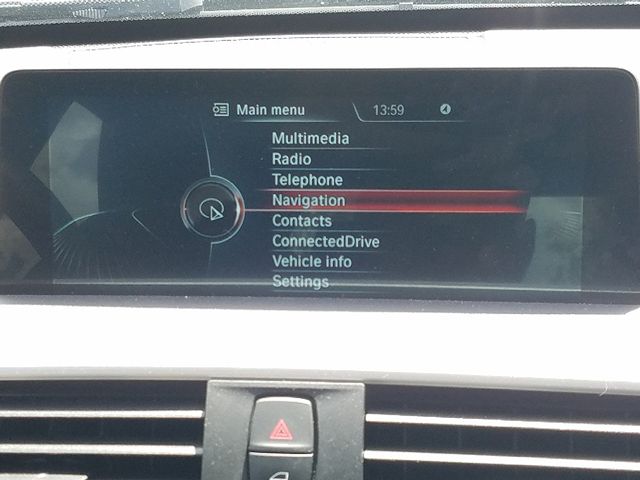 Main menu 13:59
Multimedia
Radio
Telephone
Navigation
Contacts
ConnectedDrive
Vehicle info
Settings